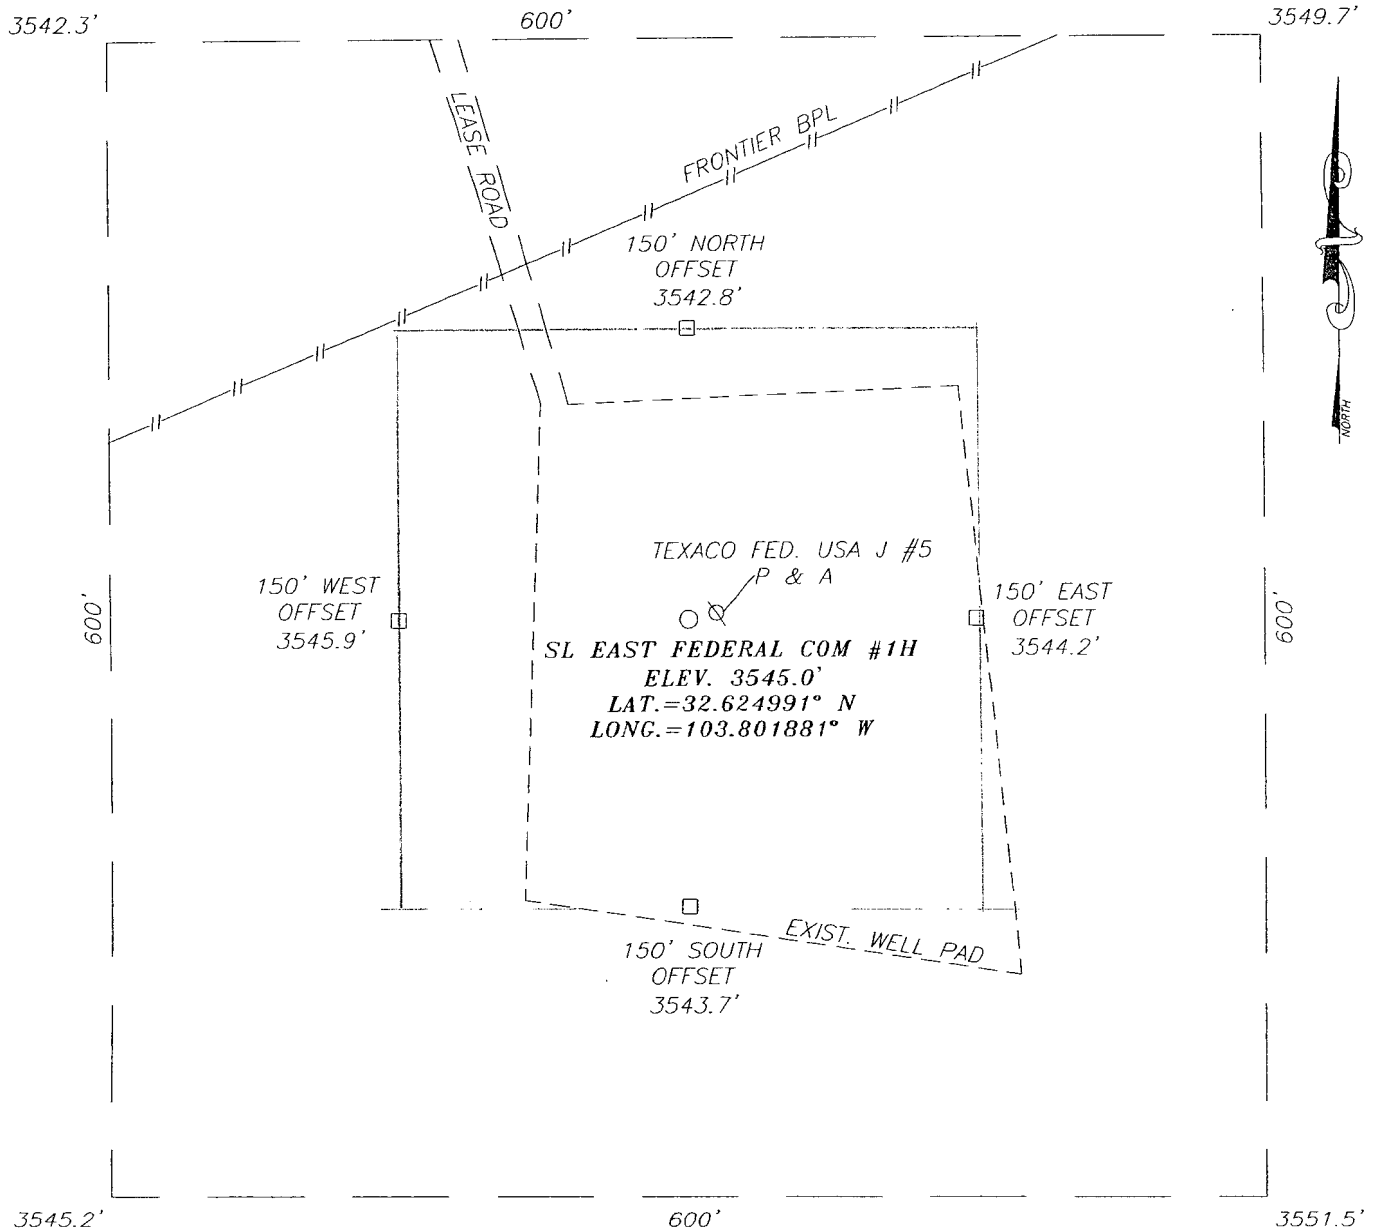 3542.3'
600'
3549.7'
LEASE ROAD
FRONTIER BPL
150' NORTH
OFFSET
3542.8'
NORTH
TEXACO FED. USA J #5
P & A
150' WEST
OFFSET
3545.9'
150' EAST
OFFSET
3544.2'
600'
600'
SL EAST FEDERAL COM #1H
ELEV. 3545.0'
LAT.=32.624991° N
LONG.=103.801881° W
EXIST. WELL PAD
150' SOUTH
OFFSET
3543.7'
3545.2'
600'
3551.5'